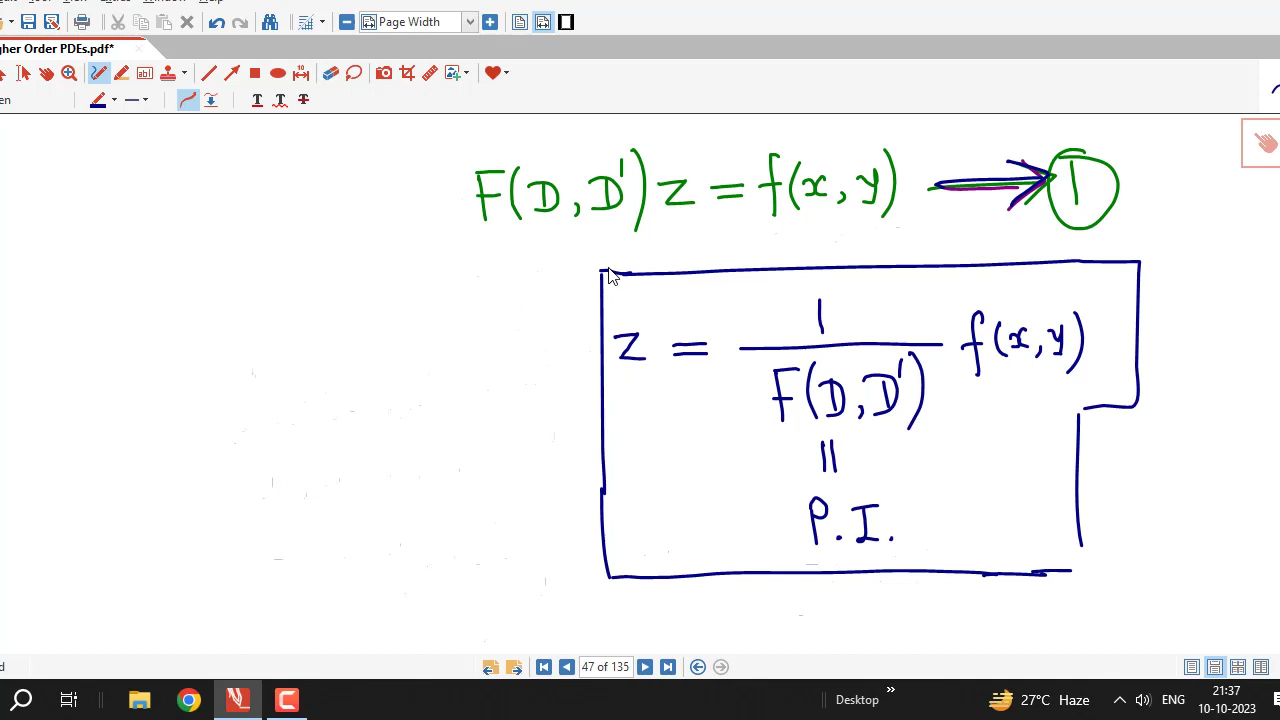 Page Width
gher Order PDEs.pdf*
F(D, D') z = f(x, y) ⟹ ①
z = 1/F(D, D') f(x, y)
||
P. I.
47 of 135
Desktop
27°C Haze
ENG
21:37
10-10-2023